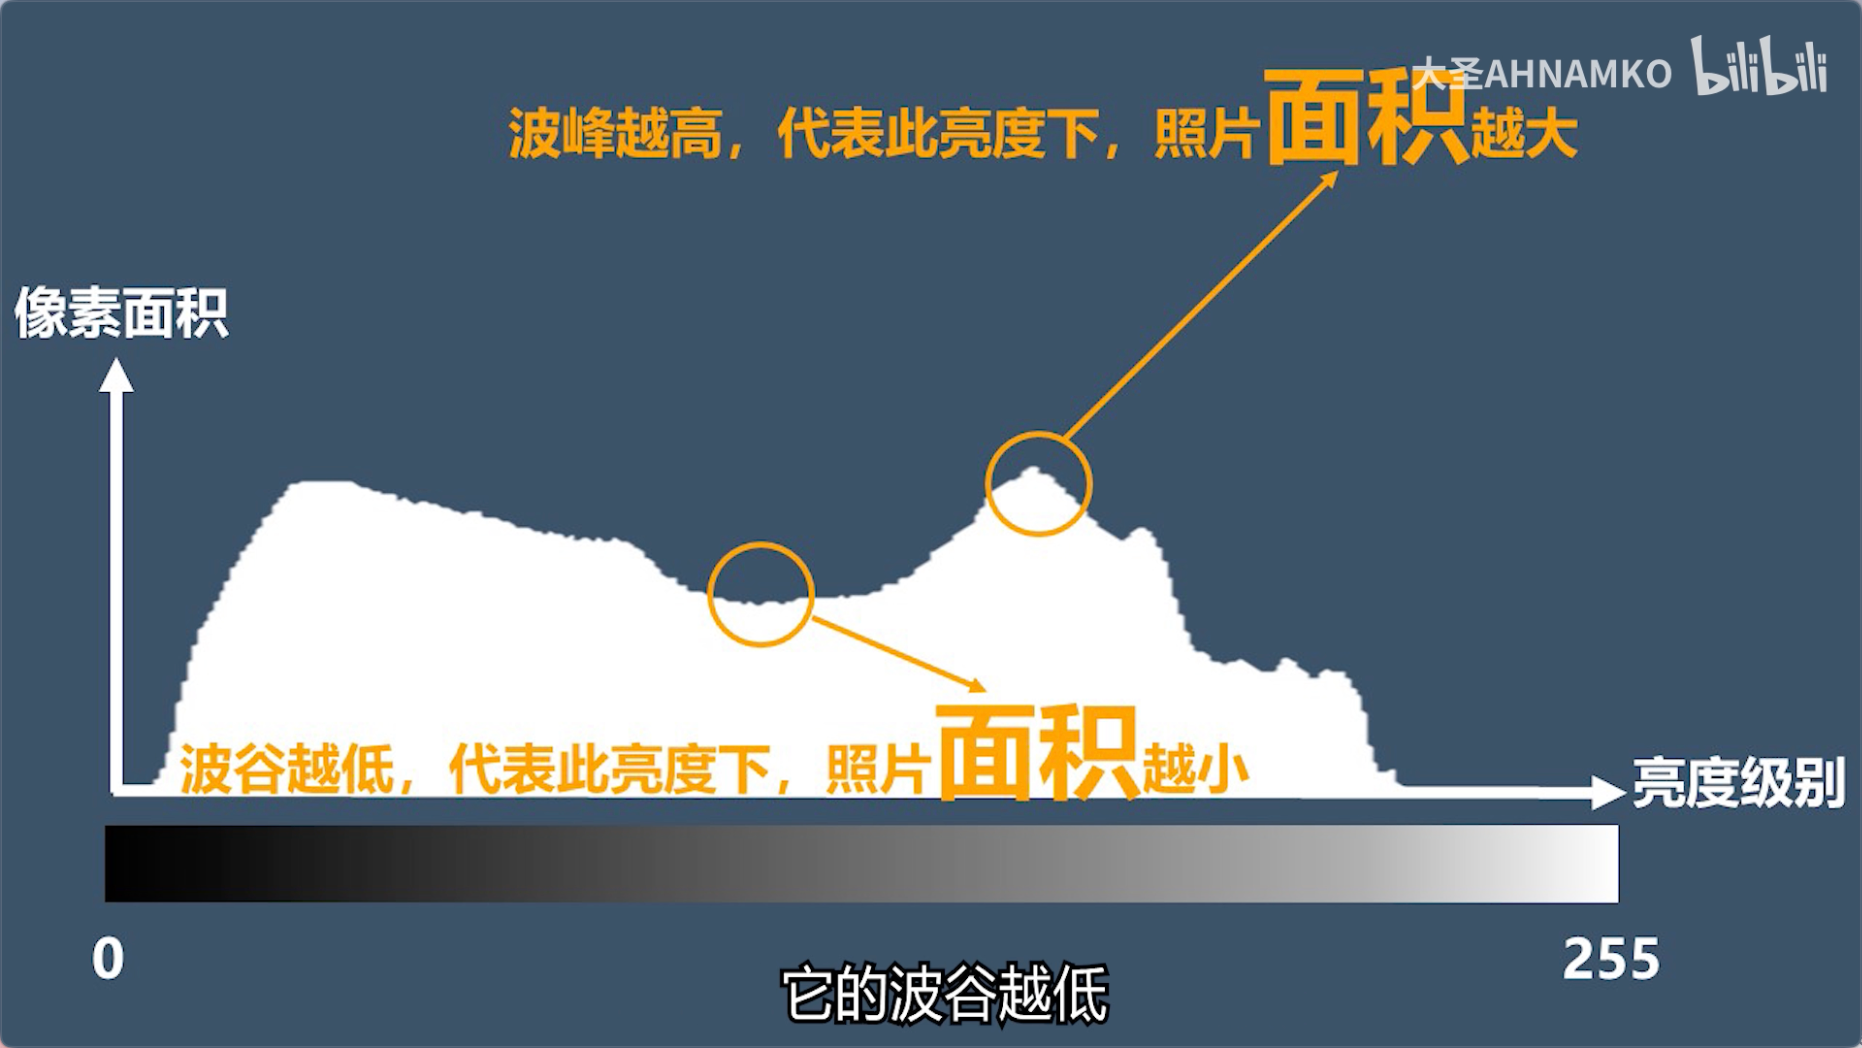 大圣AHNAMKO bilibili
波峰越高，代表此亮度下，照片面积越大
像素面积
波谷越低，代表此亮度下，照片面积越小
亮度级别
0
255
它的波谷越低